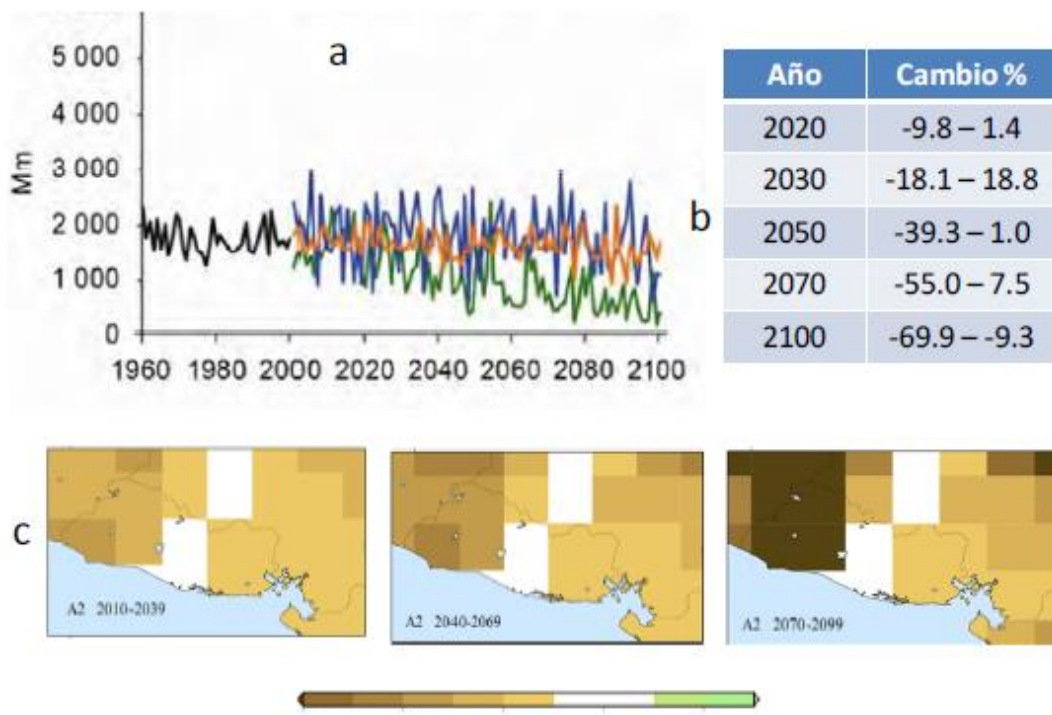 a
5 000
4 000
3 000
2 000
1 000
0
Mm
1960 1980 2000 2020 2040 2060 2080 2100
b
Año Cambio %
2020 -9.8 – 1.4
2030 -18.1 – 18.8
2050 -39.3 – 1.0
2070 -55.0 – 7.5
2100 -69.9 – -9.3
c
A2 2010-2039
A2 2040-2069
A2 2070-2099